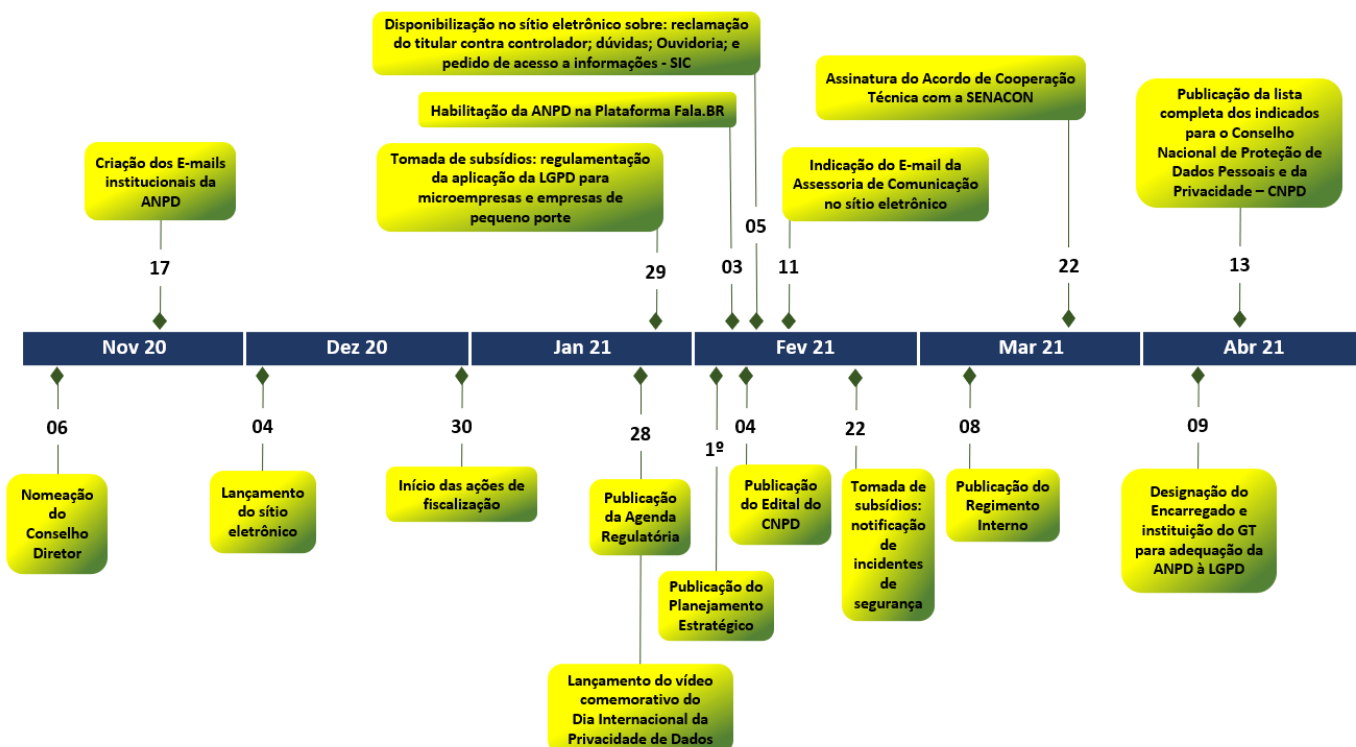 Disponibilização no sítio eletrônico sobre: reclamação
do titular contra controlador; dúvidas; Ouvidoria; e
pedido de acesso a informações - SIC
Habilitação da ANPD na Plataforma Fala.BR
Assinatura do Acordo de Cooperação
Técnica com a SENACON
Publicação da lista
completa dos indicados
para o Conselho
Nacional de Proteção de
Dados Pessoais e da
Privacidade – CNPD
Criação dos E-mails
institucionais da
ANPD
Tomada de subsídios: regulamentação
da aplicação da LGPD para
microempresas e empresas de
pequeno porte
Indicação do E-mail da
Assessoria de Comunicação
no sítio eletrônico
17
29
03
05
11
22
13
Nov 20
Dez 20
Jan 21
Fev 21
Mar 21
Abr 21
06
04
30
28
1º
04
22
08
09
Nomeação
do
Conselho
Diretor
Lançamento
do sítio
eletrônico
Início das ações de
fiscalização
Publicação
da Agenda
Regulatória
Publicação do
Planejamento
Estratégico
Publicação
do Edital do
CNPD
Tomada de
subsídios:
notificação
de
incidentes
de
segurança
Publicação do
Regimento
Interno
Designação do
Encarregado e
instituição do GT
para adequação da
ANPD à LGPD
Lançamento do vídeo
comemorativo do
Dia Internacional da
Privacidade de Dados